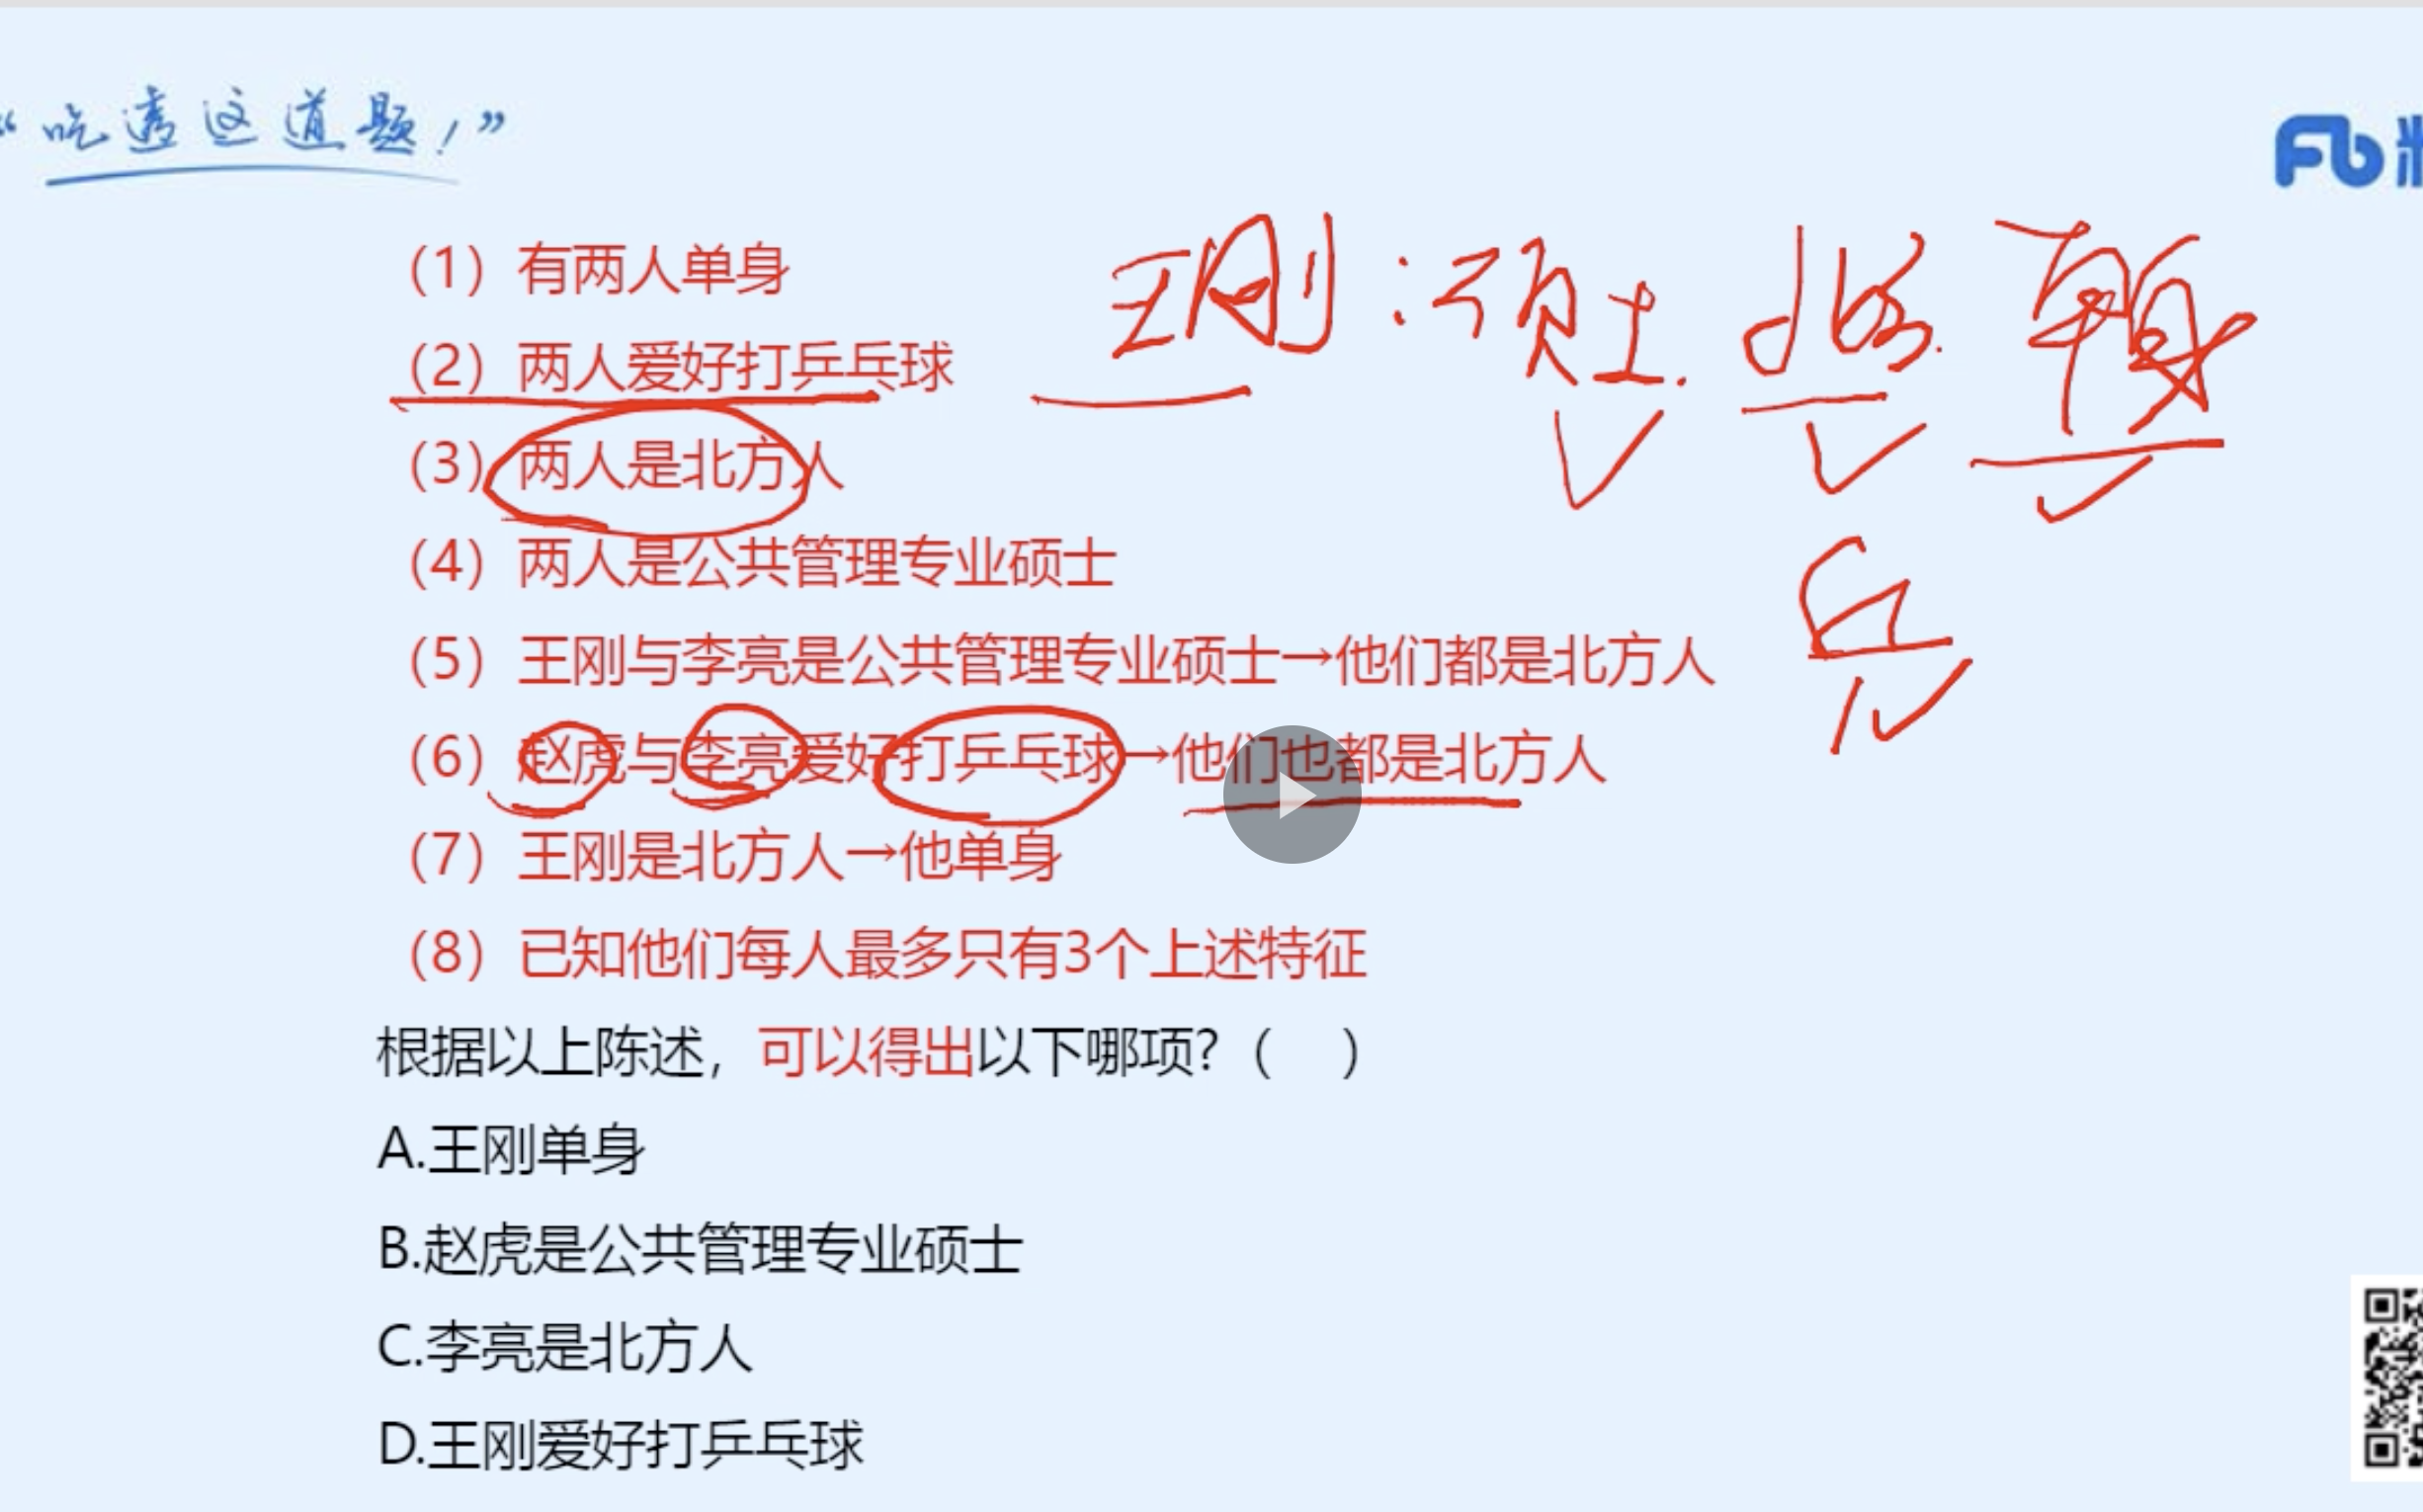 “吃透这道题！”
Fb
(1) 有两人单身
王刚：硕士. 北方. 单身
(2) 两人爱好打乒乓球
(3) 两人是北方人
(4) 两人是公共管理专业硕士
乒
(5) 王刚与李亮是公共管理专业硕士→他们都是北方人
(6) 赵虎与李亮爱好打乒乓球→他们也都是北方人
(7) 王刚是北方人→他单身
(8) 已知他们每人最多只有3个上述特征
根据以上陈述，可以得出以下哪项?（ ）
A.王刚单身
B.赵虎是公共管理专业硕士
C.李亮是北方人
D.王刚爱好打乒乓球